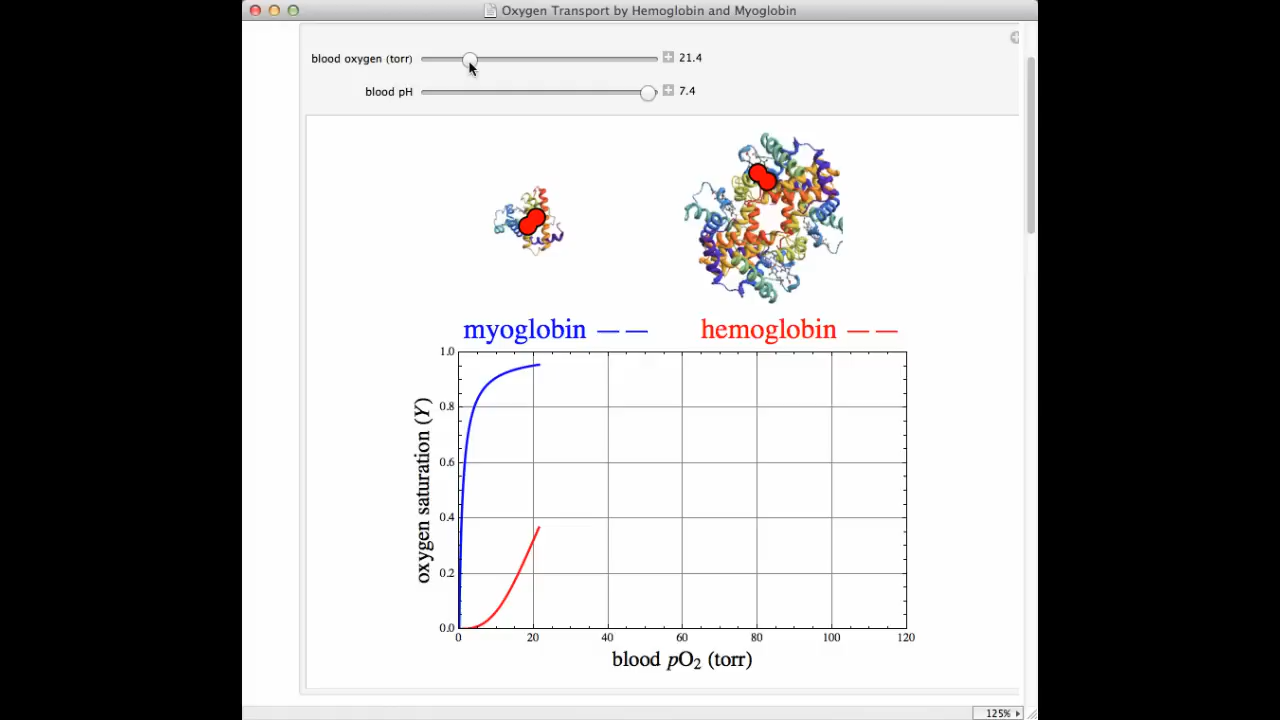 Oxygen Transport by Hemoglobin and Myoglobin
blood oxygen (torr) 21.4
blood pH 7.4
myoglobin — — hemoglobin — —
1.0
0.8
0.6
0.4
0.2
0.0
oxygen saturation (Y)
0 20 40 60 80 100 120
blood pO₂ (torr)
125%